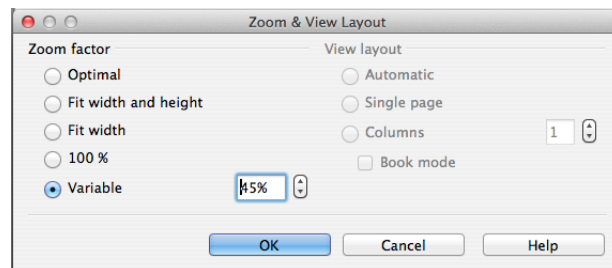 Zoom & View Layout
Zoom factor
Optimal
Fit width and height
Fit width
100 %
Variable 45%
View layout
Automatic
Single page
Columns 1
Book mode
OK Cancel Help